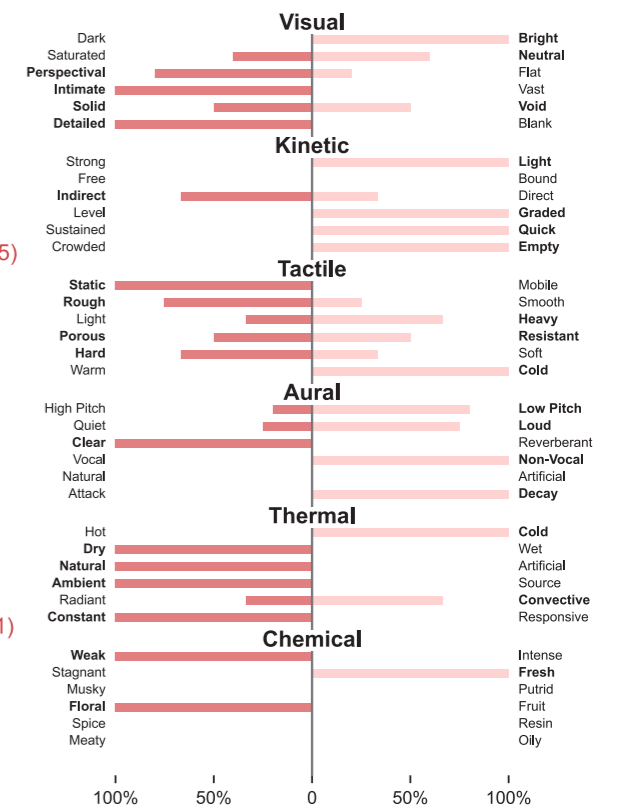 Visual
Dark Bright
Saturated Neutral
Perspectival Flat
Intimate Vast
Solid Void
Detailed Blank
Kinetic
Strong Light
Free Bound
Indirect Direct
Level Graded
Sustained Quick
Crowded Empty
5)
Tactile
Static Mobile
Rough Smooth
Light Heavy
Porous Resistant
Hard Soft
Warm Cold
Aural
High Pitch Low Pitch
Quiet Loud
Clear Reverberant
Vocal Non-Vocal
Natural Artificial
Attack Decay
Thermal
Hot Cold
Dry Wet
Natural Artificial
Ambient Source
Radiant Convective
Constant Responsive
1)
Chemical
Weak Intense
Stagnant Fresh
Musky Putrid
Floral Fruit
Spice Resin
Meaty Oily
100% 50% 0 50% 100%